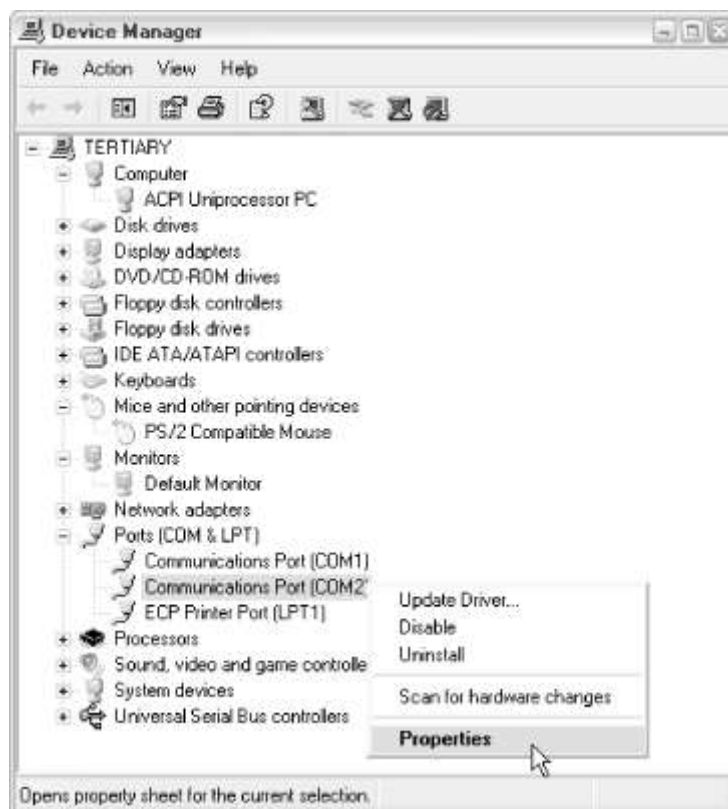 Device Manager
File Action View Help
TERTIARY
Computer
ACPI Uniprocessor PC
Disk drives
Display adapters
DVD/CD-ROM drives
Floppy disk controllers
Floppy disk drives
IDE ATA/ATAPI controllers
Keyboards
Mice and other pointing devices
PS/2 Compatible Mouse
Monitors
Default Monitor
Network adapters
Ports (COM & LPT)
Communications Port (COM1)
Communications Port (COM2
ECP Printer Port (LPT1)
Processors
Sound, video and game controlle
System devices
Universal Serial Bus controllers
Update Driver...
Disable
Uninstall
Scan for hardware changes
Properties
Opens property sheet for the current selection.